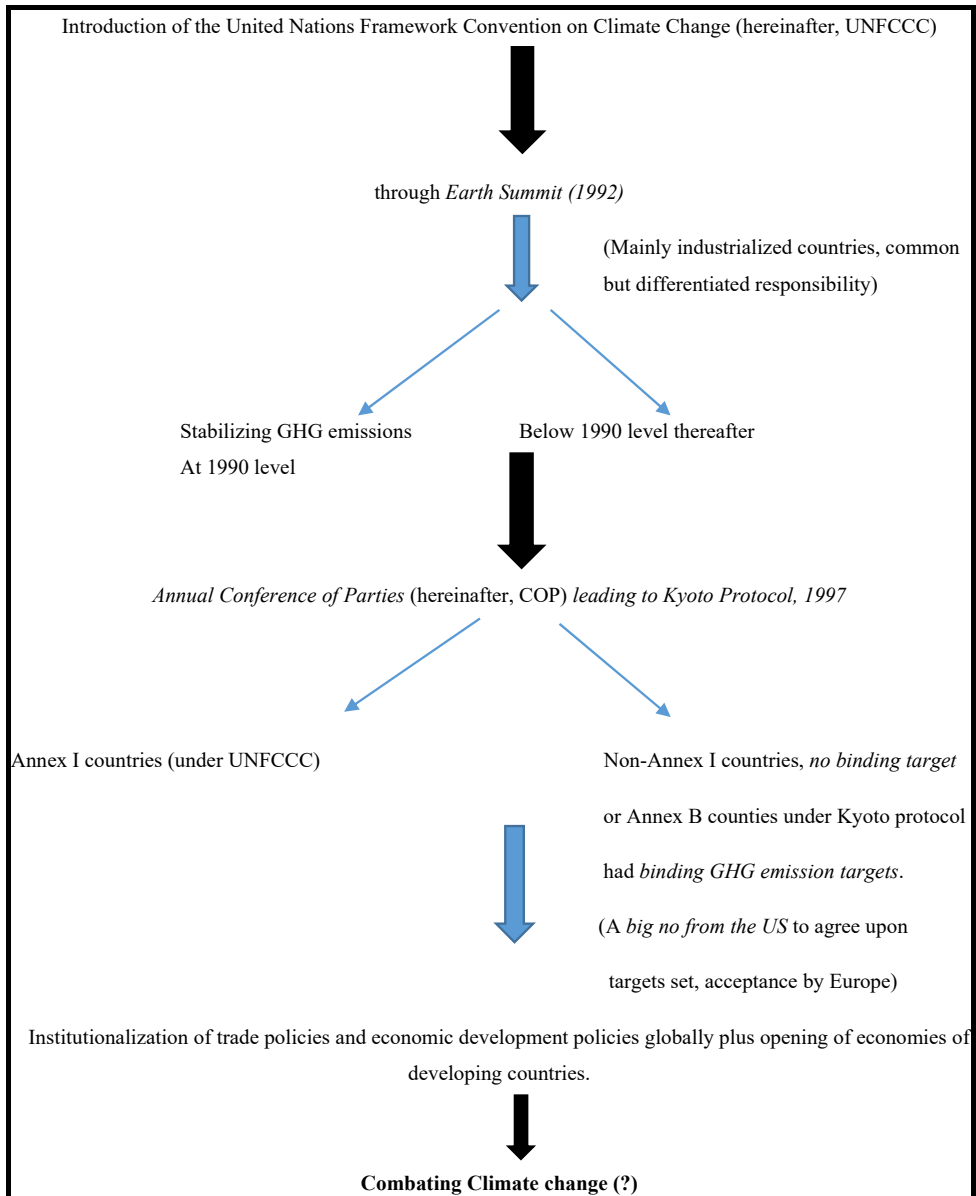 Introduction of the United Nations Framework Convention on Climate Change (hereinafter, UNFCCC)
through Earth Summit (1992)
(Mainly industrialized countries, common
but differentiated responsibility)
Stabilizing GHG emissions
At 1990 level
Below 1990 level thereafter
Annual Conference of Parties (hereinafter, COP) leading to Kyoto Protocol, 1997
Annex I countries (under UNFCCC)
Non-Annex I countries, no binding target
or Annex B counties under Kyoto protocol
had binding GHG emission targets.
(A big no from the US to agree upon
targets set, acceptance by Europe)
Institutionalization of trade policies and economic development policies globally plus opening of economies of
developing countries.
Combating Climate change (?)